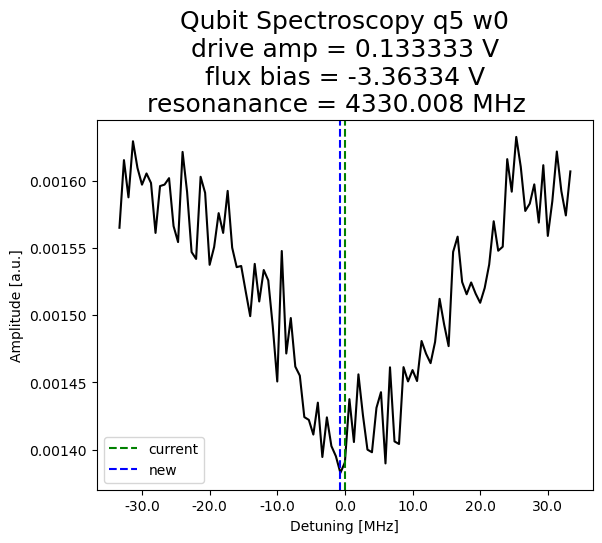 Qubit Spectroscopy q5 w0
drive amp = 0.133333 V
flux bias = -3.36334 V
resonanance = 4330.008 MHz
0.00160
0.00155
0.00150
0.00145
0.00140
Amplitude [a.u.]
current
new
-30.0 -20.0 -10.0 0.0 10.0 20.0 30.0
Detuning [MHz]